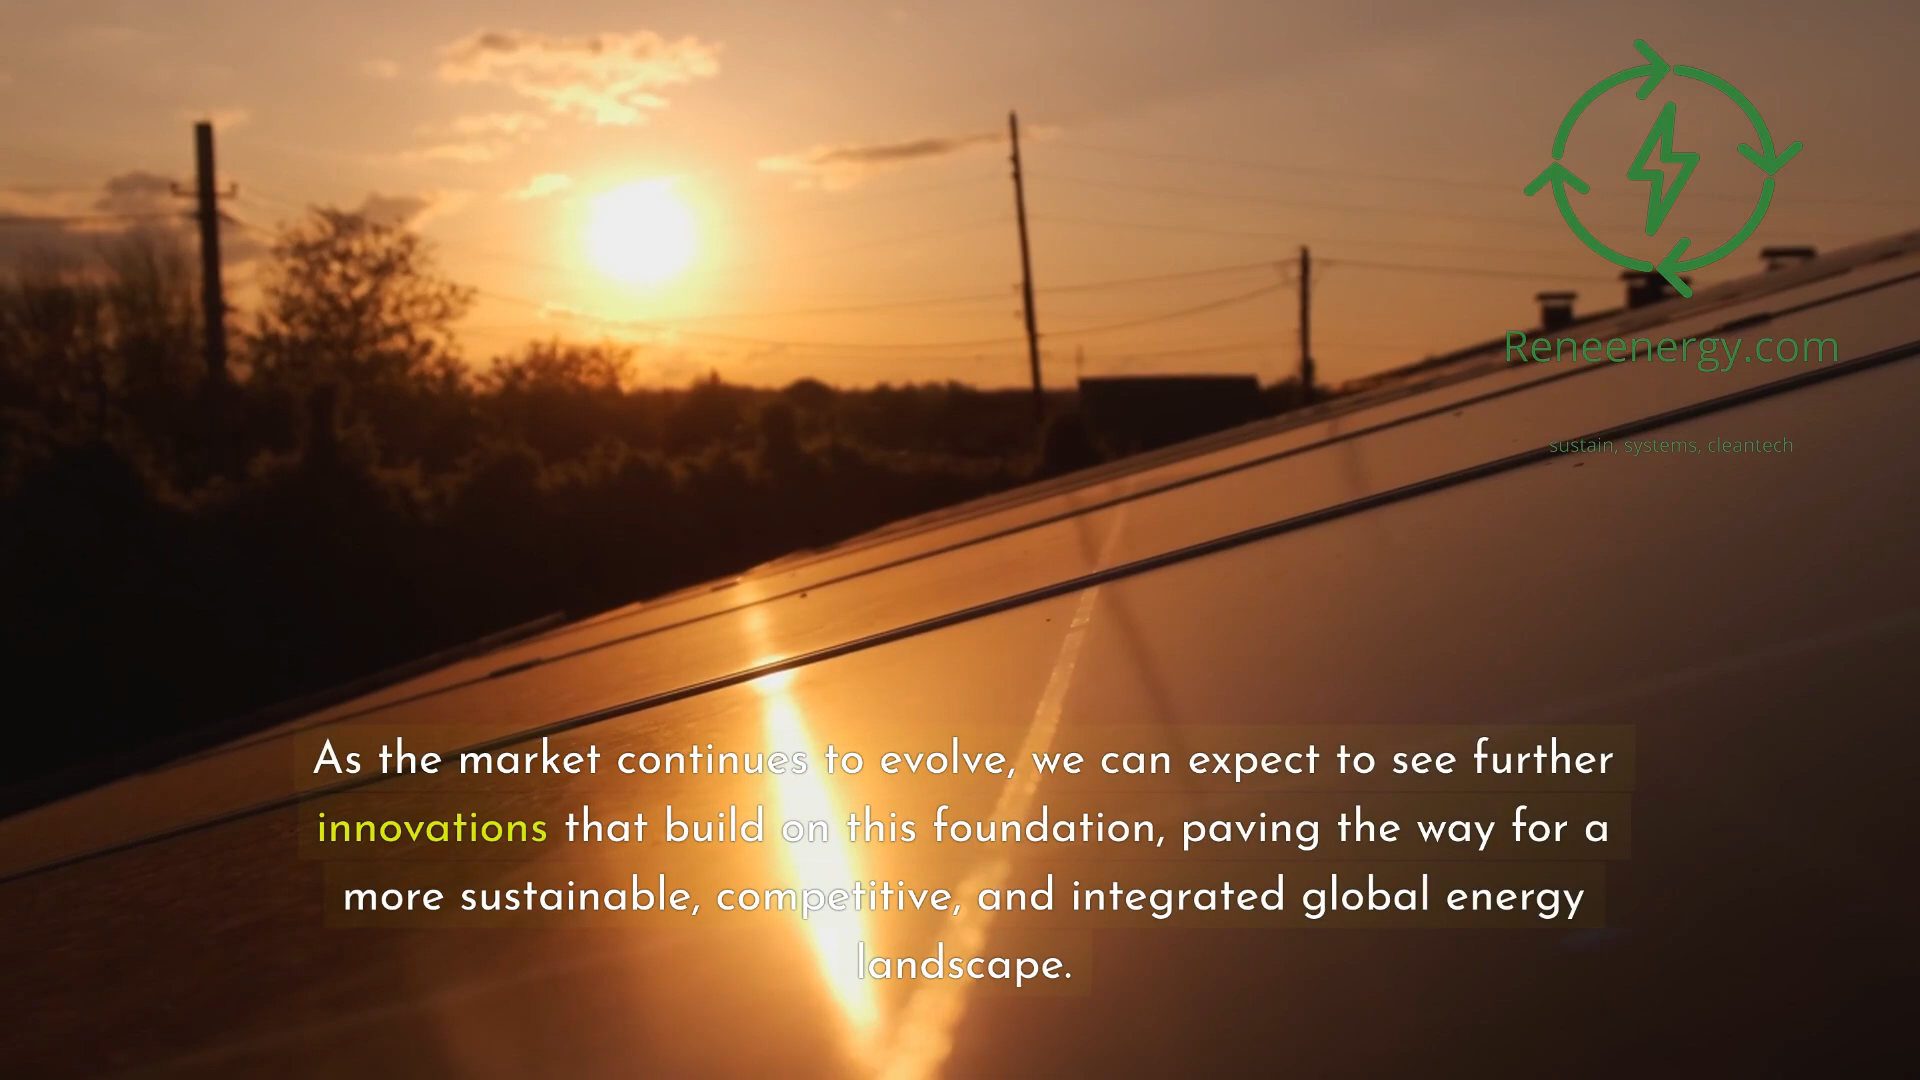 Reneenergy.com
sustain, systems, cleantech
As the market continues to evolve, we can expect to see further
innovations that build on this foundation, paving the way for a
more sustainable, competitive, and integrated global energy
landscape.